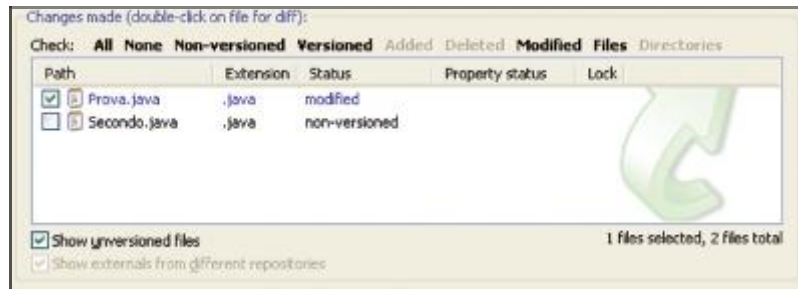 Changes made (double-click on file for diff):
Check: All None Non-versioned Versioned Added Deleted Modified Files Directories
Path Extension Status Property status Lock
Prova.java .java modified
Secondo.java .java non-versioned
Show unversioned files 1 files selected, 2 files total
Show externals from different repositories